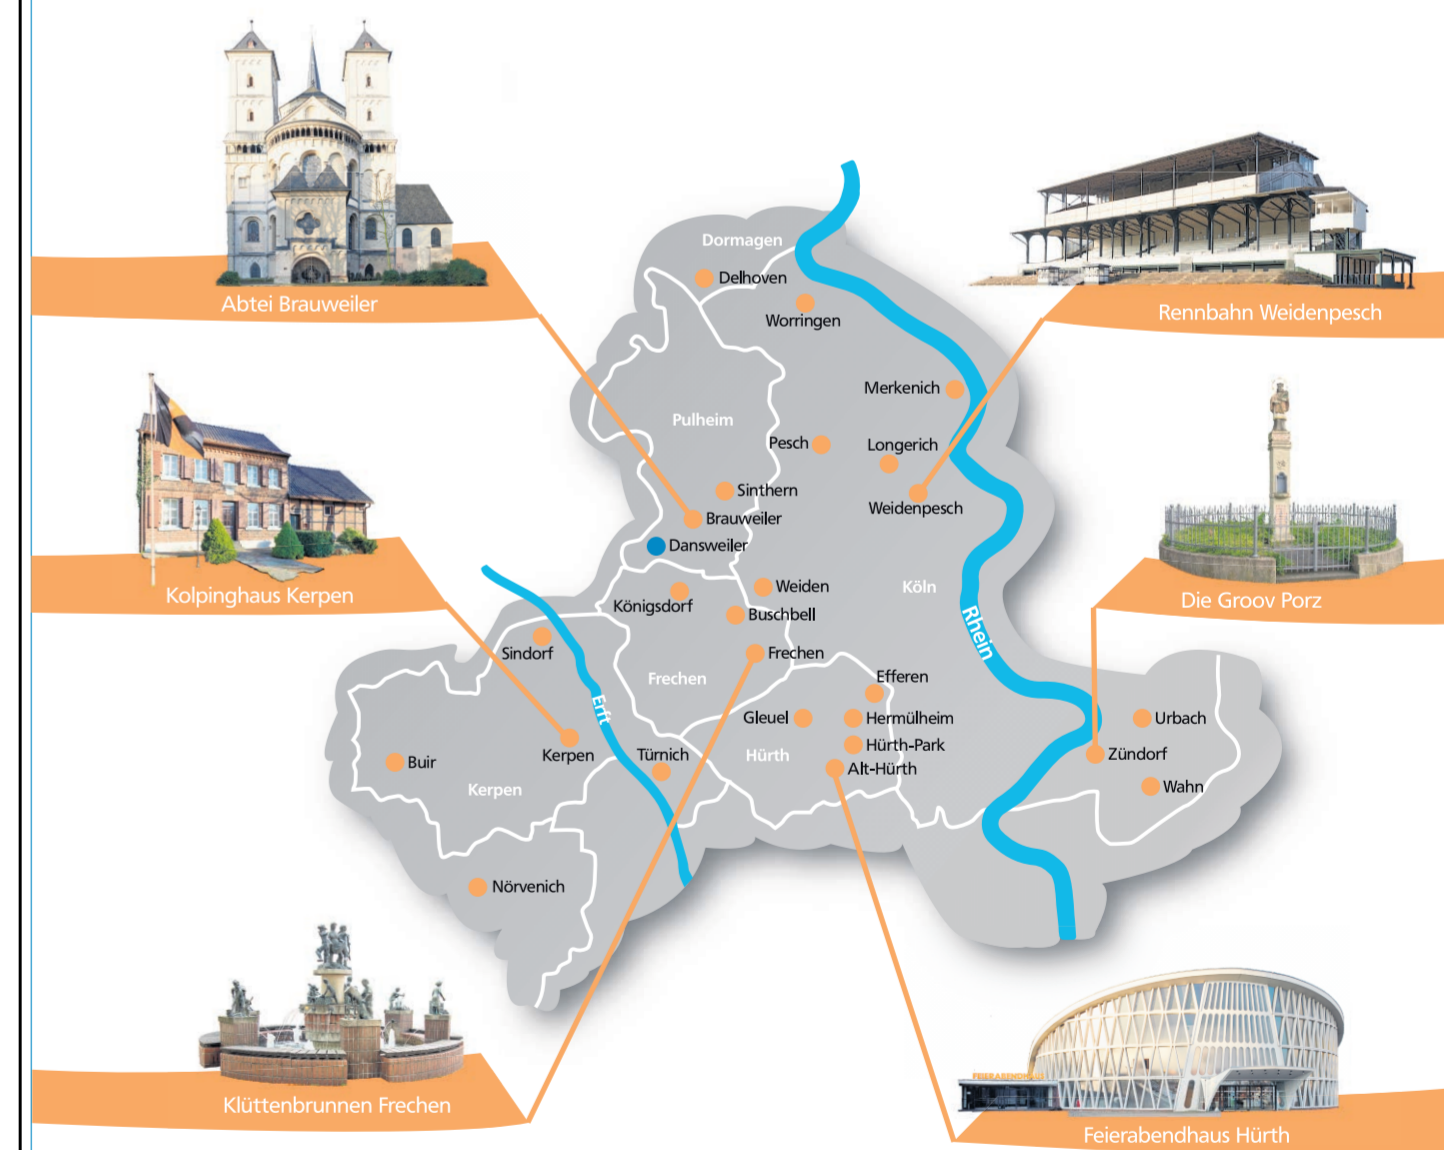 Abtei Brauweiler
Rennbahn Weidenpesch
Kolpinghaus Kerpen
Die Groov Porz
Klüttenbrunnen Frechen
FEIERABENDHAUS
Feierabendhaus Hürth
Dormagen
Delhoven
Worringen
Merkenich
Pulheim
Pesch
Longerich
Sinthern
Weidenpesch
Brauweiler
Dansweiler
Weiden
Köln
Königsdorf
Buschbell
Rhein
Sindorf
Frechen
Efferen
Frechen
Erft
Gleuel
Hermülheim
Urbach
Hürth-Park
Kerpen
Türnich
Hürth
Zündorf
Buir
Alt-Hürth
Kerpen
Wahn
Nörvenich